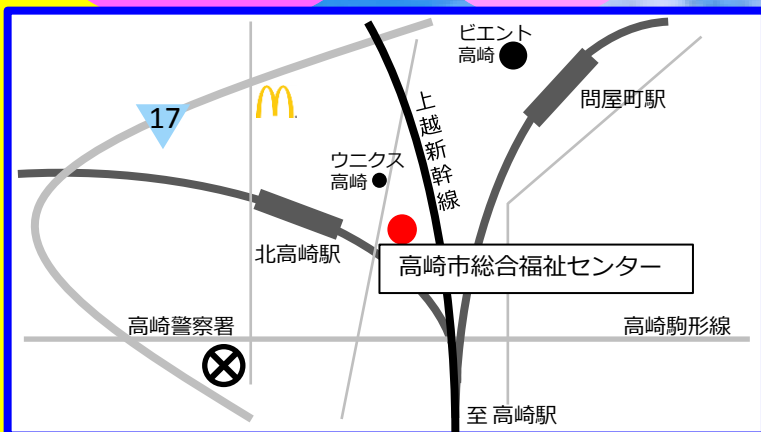 ビエント
高崎
問屋町駅
17
上越新幹線
ウニクス
高崎
北高崎駅
高崎市総合福祉センター
高崎警察署
高崎駒形線
至 高崎駅